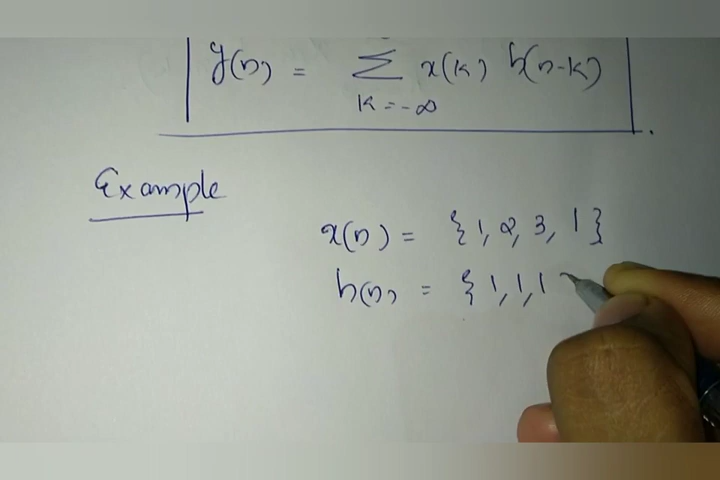 y(n) = Σ x(k) h(n-k)
k = -∞
Example
x(n) = {1, 2, 3, 1}
h(n) = {1, 1, 1